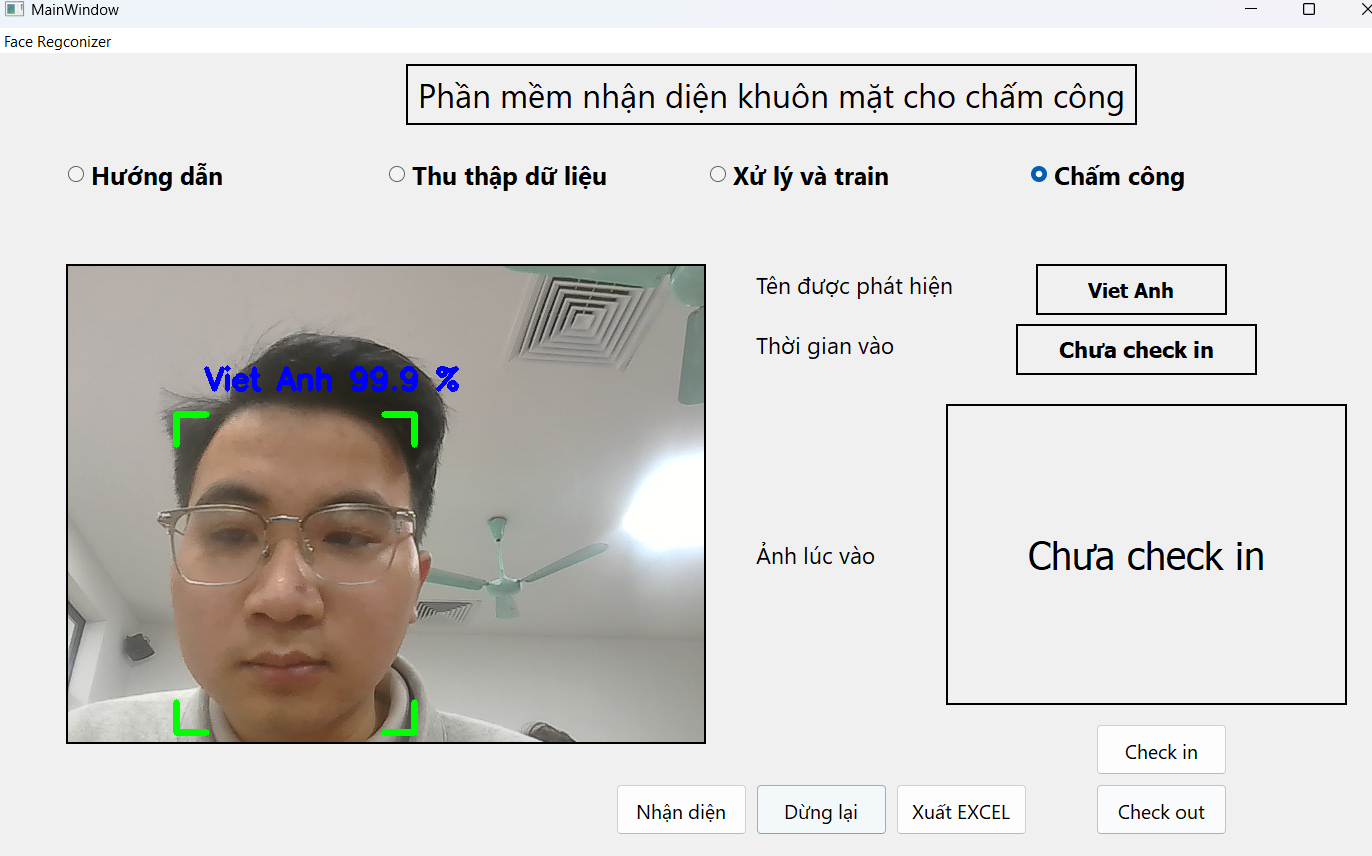 MainWindow
Face Regconizer
Phần mềm nhận diện khuôn mặt cho chấm công
Hướng dẫn
Thu thập dữ liệu
Xử lý và train
Chấm công
Viet Anh 99.9 %
Tên được phát hiện
Viet Anh
Thời gian vào
Chưa check in
Ảnh lúc vào
Chưa check in
Check in
Nhận diện
Dừng lại
Xuất EXCEL
Check out